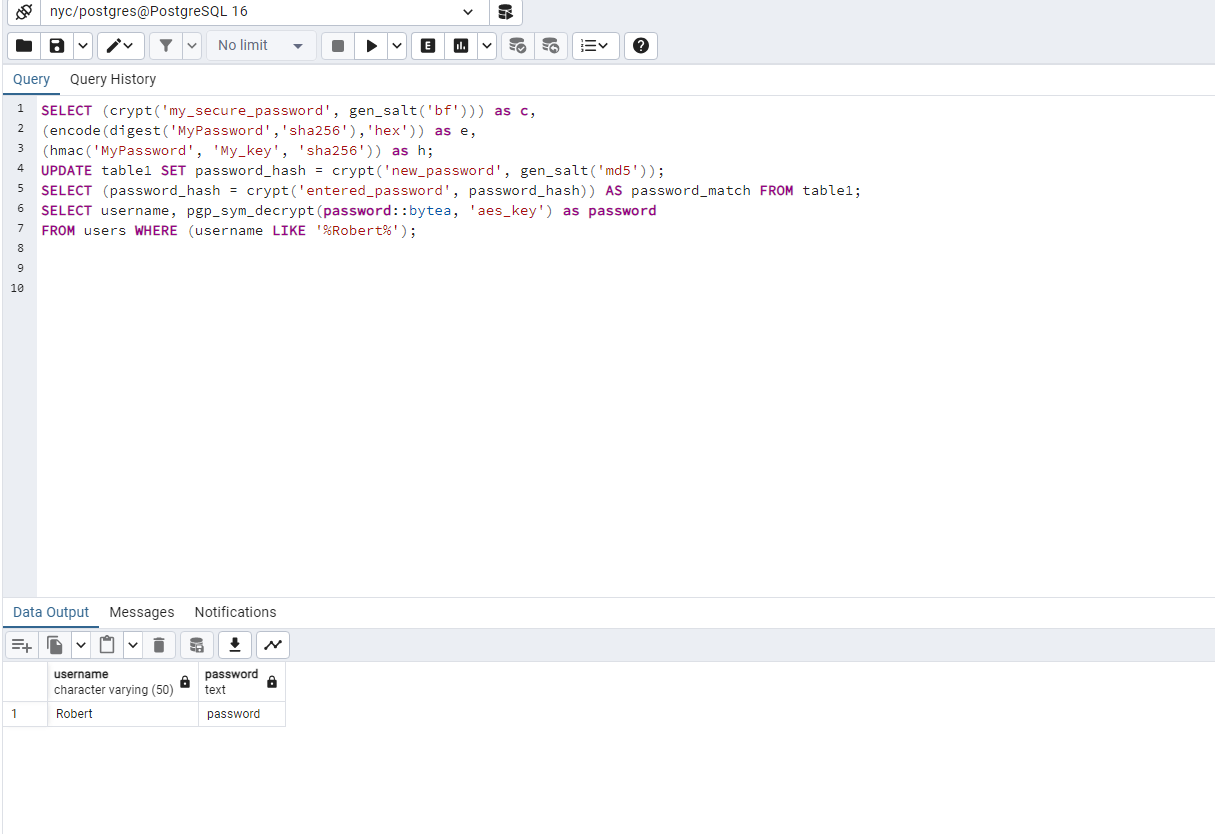 nyc/postgres@PostgreSQL 16
No limit
E
Query Query History
1 SELECT (crypt('my_secure_password', gen_salt('bf'))) as c,
2 (encode(digest('MyPassword','sha256'),'hex')) as e,
3 (hmac('MyPassword', 'My_key', 'sha256')) as h;
4 UPDATE table1 SET password_hash = crypt('new_password', gen_salt('md5'));
5 SELECT (password_hash = crypt('entered_password', password_hash)) AS password_match FROM table1;
6 SELECT username, pgp_sym_decrypt(password::bytea, 'aes_key') as password
7 FROM users WHERE (username LIKE '%Robert%');
8
9
10
Data Output Messages Notifications
username password
character varying (50) text
1 Robert password